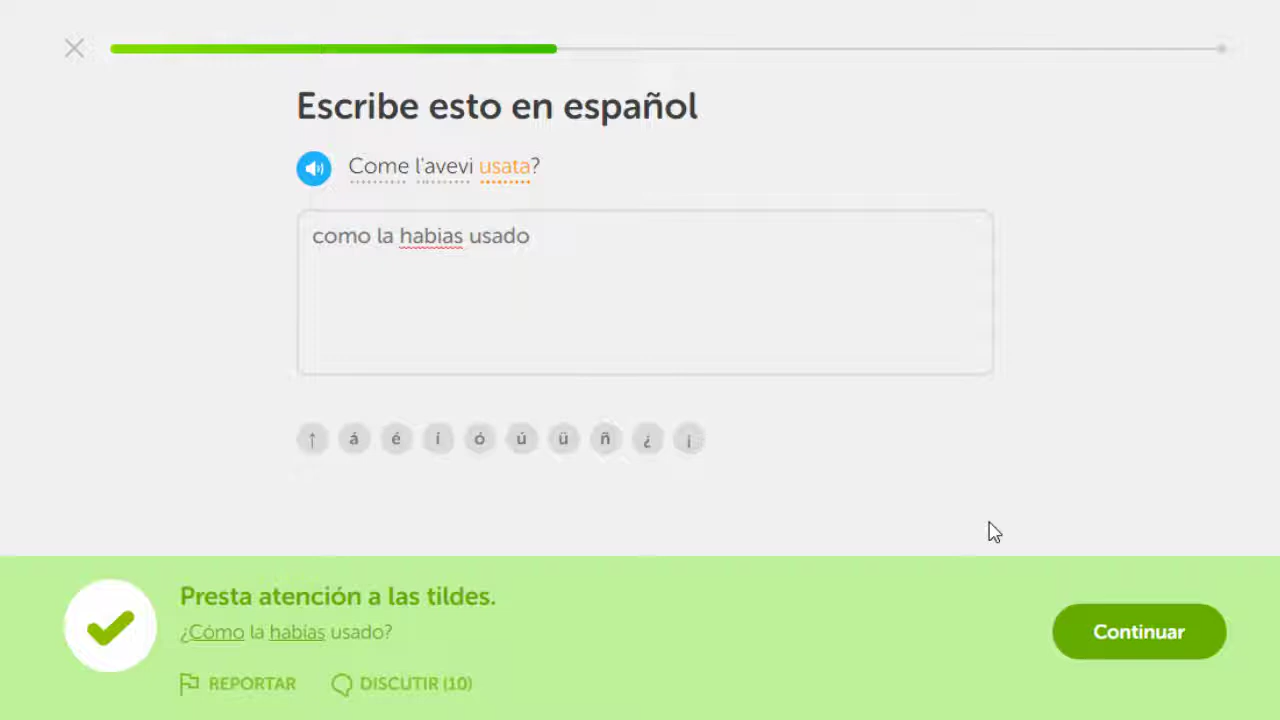 Escribe esto en español
Come l'avevi usata?
como la habias usado
↑ á é í ó ú ü ñ ¿ ¡
Presta atención a las tildes.
¿Cómo la habías usado?
Continuar
REPORTAR DISCUTIR (10)